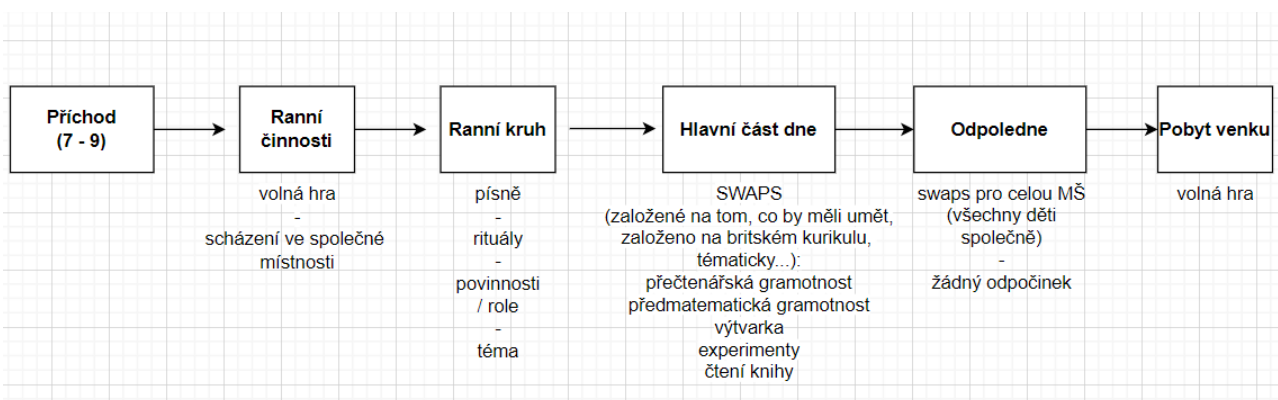 Příchod
(7 - 9)
Ranní
činnosti
volná hra
-
scházení ve společné
místnosti
Ranní kruh
písně
-
rituály
-
povinnosti
/ role
-
téma
Hlavní část dne
SWAPS
(založené na tom, co by měli umět,
založeno na britském kurikulu,
tématicky...):
přečtenářská gramotnost
předmatematická gramotnost
výtvarka
experimenty
čtení knihy
Odpoledne
swaps pro celou MŠ
(všechny děti
společně)
-
žádný odpočinek
Pobyt venku
volná hra